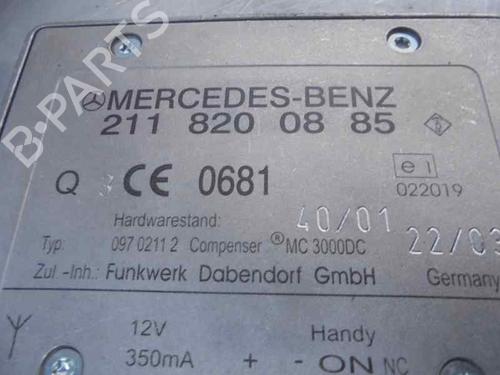 MERCEDES-BENZ
211 820 08 85
Q CE 0681
e1
022019
Hardwarestand: 40/01
Typ: 097 0211 2 Compenser ® MC 3000DC 22/03
Zul.-Inh.: Funkwerk Dabendorf GmbH Germany
12V Handy
350mA + - ON NC